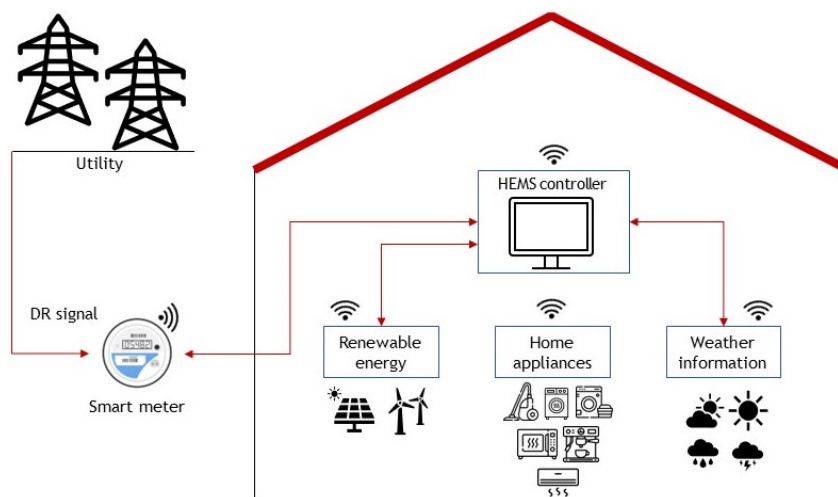 Utility
HEMS controller
DR signal
Smart meter
Renewable
energy
Home
appliances
Weather
information